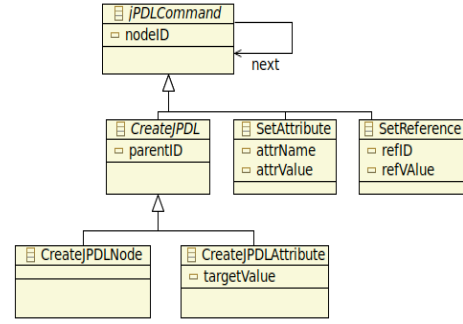 jPDLCommand
nodeID
next
CreateJPDL
parentID
SetAttribute
attrName
attrValue
SetReference
refID
refVAlue
CreateJPDLNode
CreateJPDLAttribute
targetValue